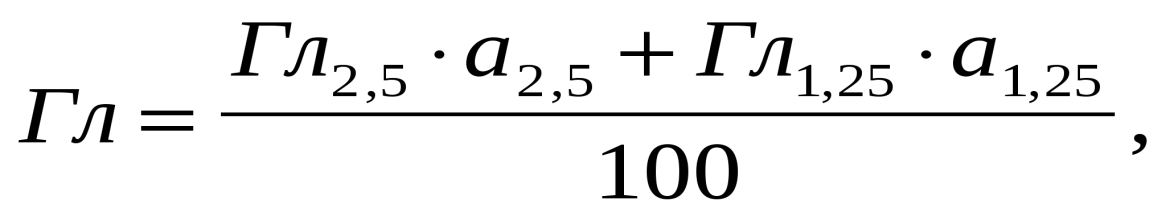 Гл = (Гл₂,₅ · a₂,₅ + Гл₁,₂₅ · a₁,₂₅) / 100 ,